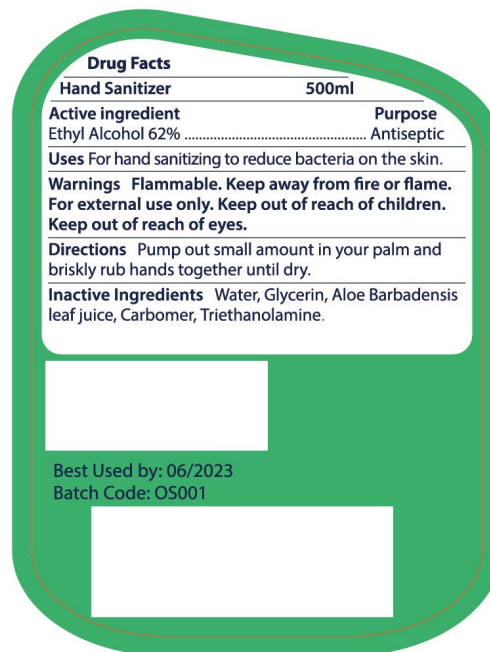 Drug Facts
Hand Sanitizer 500ml
Active ingredient Purpose
Ethyl Alcohol 62% ........................................................ Antiseptic
Uses For hand sanitizing to reduce bacteria on the skin.
Warnings Flammable. Keep away from fire or flame.
For external use only. Keep out of reach of children.
Keep out of reach of eyes.
Directions Pump out small amount in your palm and
briskly rub hands together until dry.
Inactive Ingredients Water, Glycerin, Aloe Barbadensis
leaf juice, Carbomer, Triethanolamine.
Best Used by: 06/2023
Batch Code: OS001